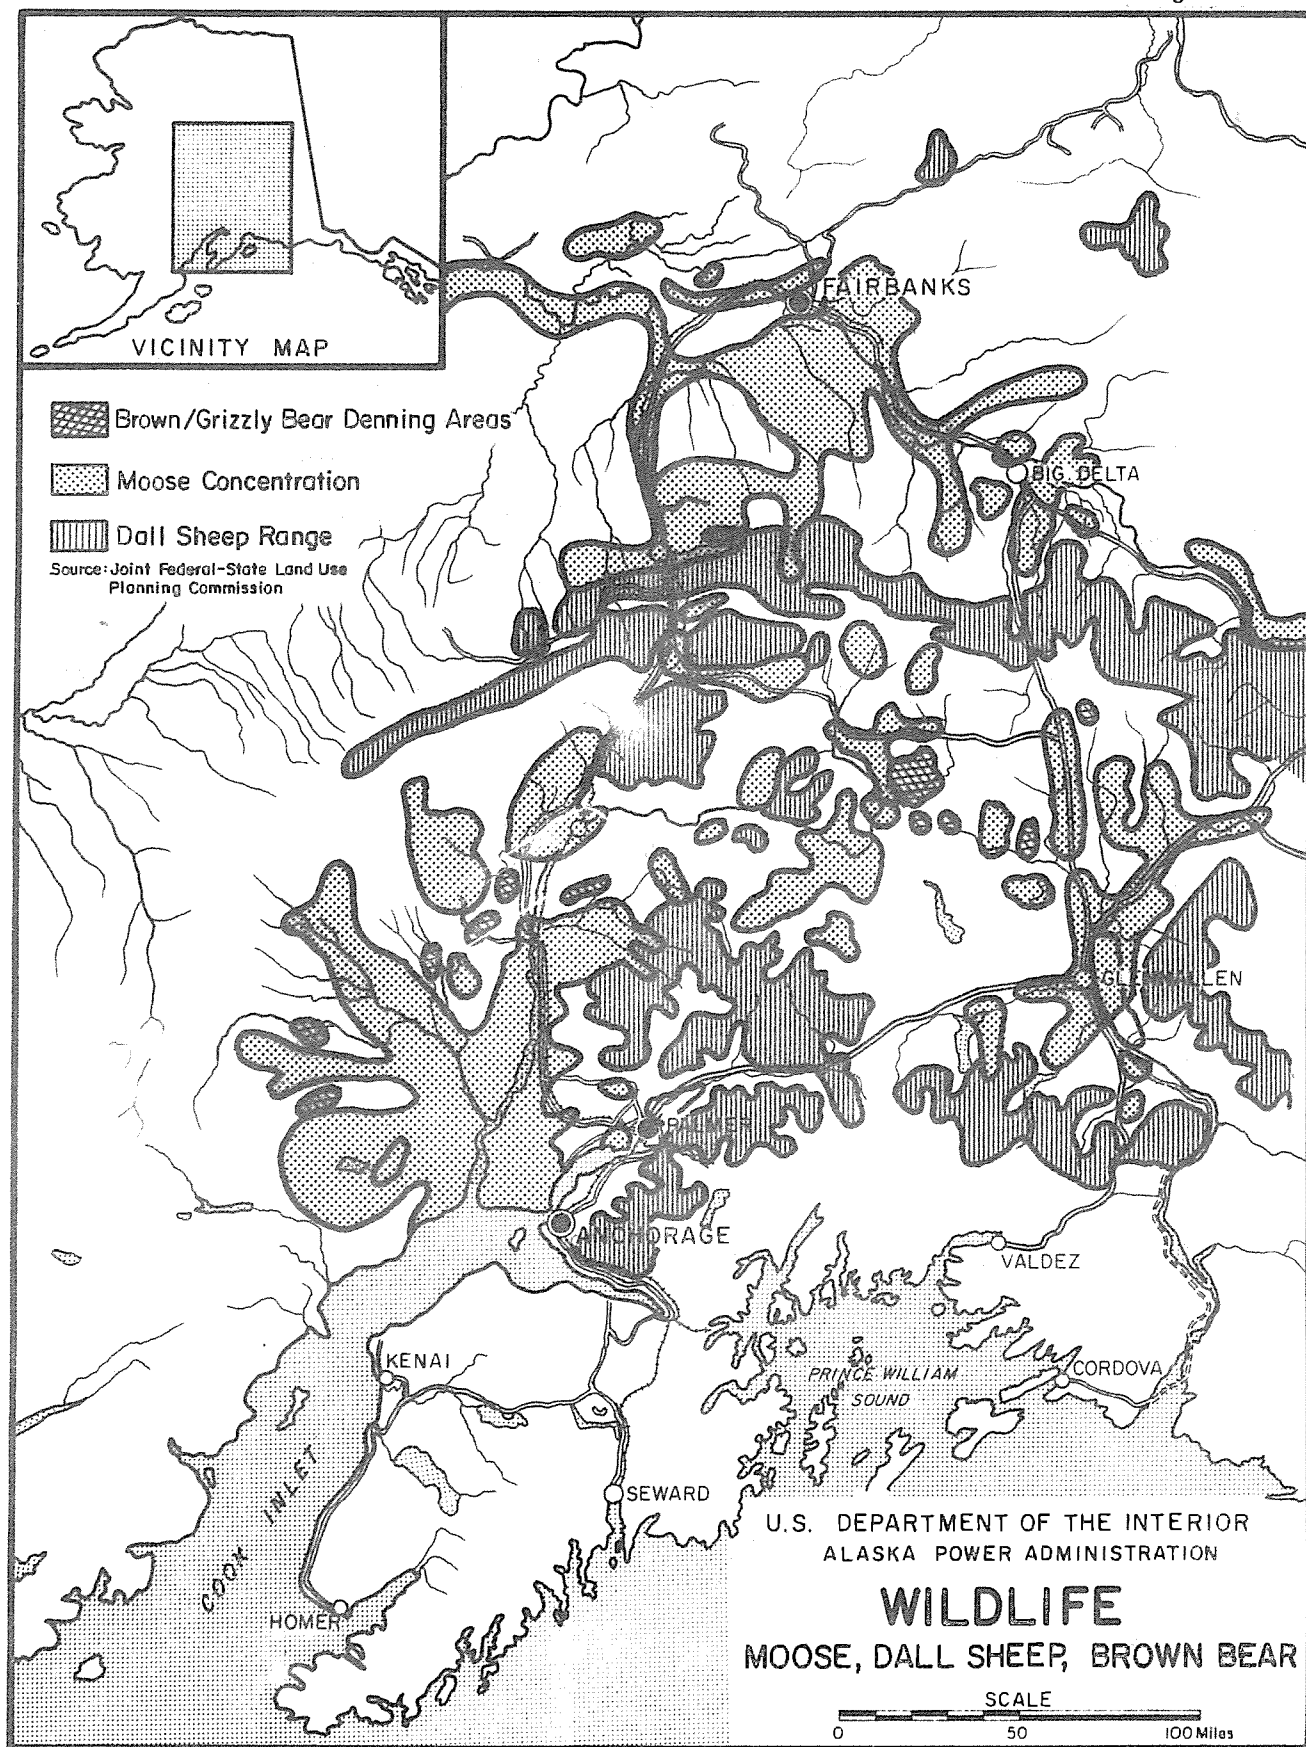 VICINITY MAP
Brown/Grizzly Bear Denning Areas
Moose Concentration
Dall Sheep Range
Source: Joint Federal-State Land Use
Planning Commission
FAIRBANKS
BIG DELTA
GLENNALLEN
PALMER
ANCHORAGE
VALDEZ
KENAI
PRINCE WILLIAM
SOUND
CORDOVA
COOK INLET
SEWARD
HOMER
U.S. DEPARTMENT OF THE INTERIOR
ALASKA POWER ADMINISTRATION
WILDLIFE
MOOSE, DALL SHEEP, BROWN BEAR
SCALE
0 50 100 Miles